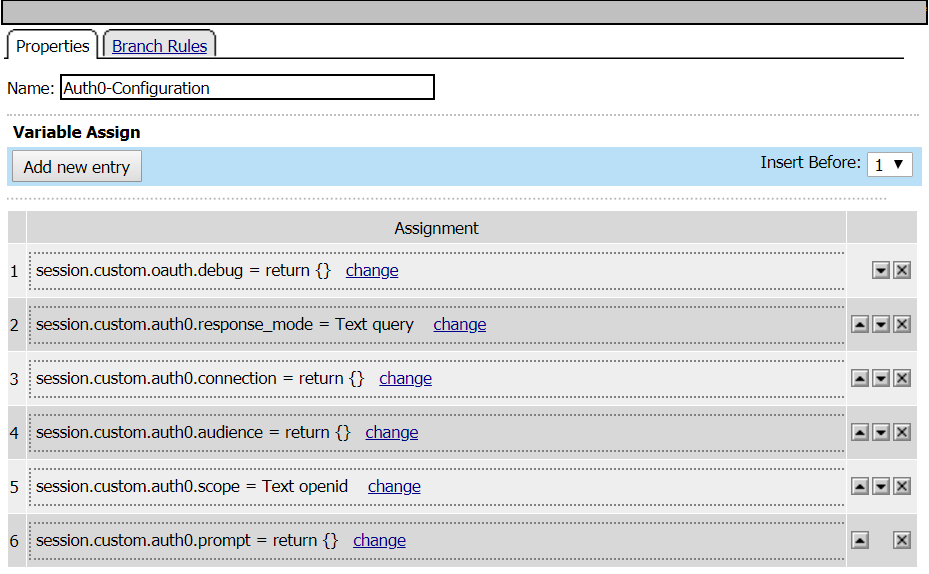 Properties Branch Rules
Name: Auth0-Configuration
Variable Assign
Add new entry Insert Before: 1
Assignment
1 session.custom.oauth.debug = return {} change
2 session.custom.auth0.response_mode = Text query change
3 session.custom.auth0.connection = return {} change
4 session.custom.auth0.audience = return {} change
5 session.custom.auth0.scope = Text openid change
6 session.custom.auth0.prompt = return {} change